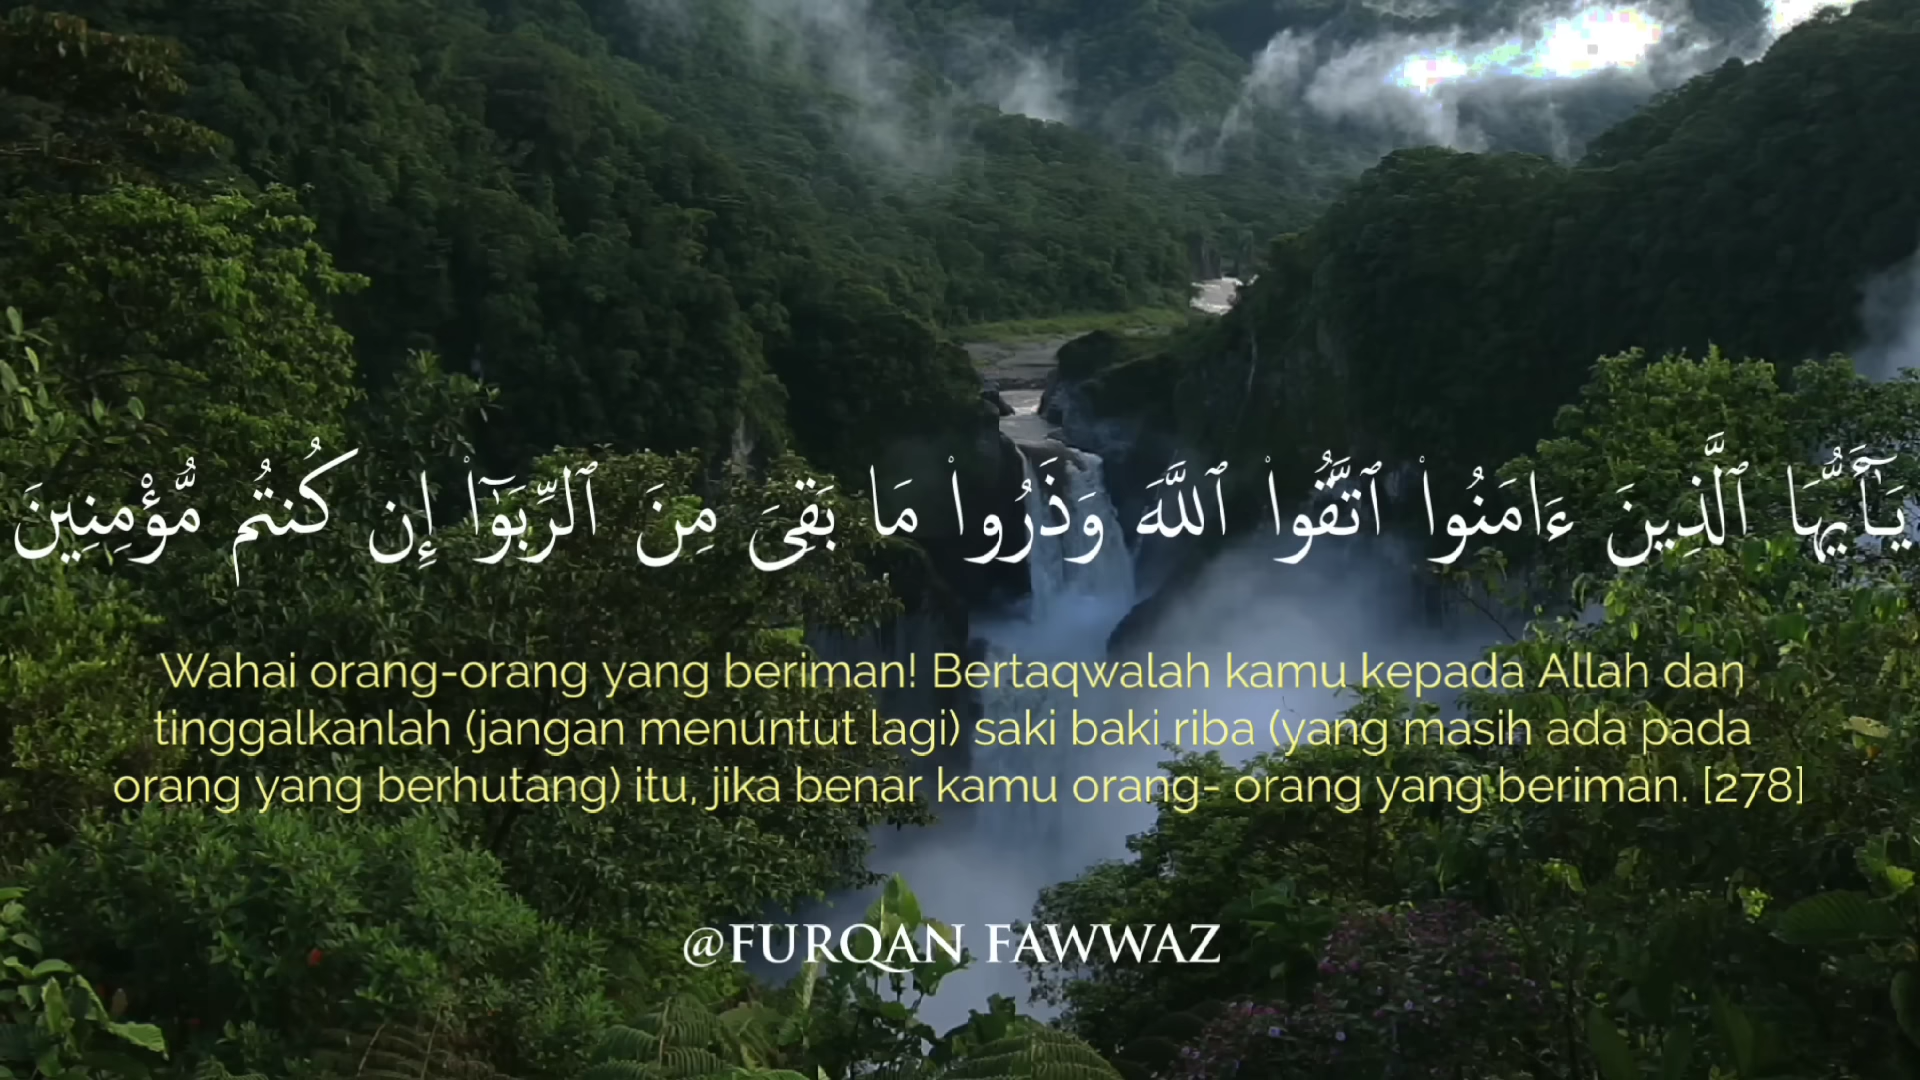 يَـٰٓأَيُّهَا ٱلَّذِينَ ءَامَنُوا۟ ٱتَّقُوا۟ ٱللَّهَ وَذَرُوا۟ مَا بَقِىَ مِنَ ٱلرِّبَوٰٓا۟ إِن كُنتُم مُّؤْمِنِينَ
Wahai orang-orang yang beriman! Bertaqwalah kamu kepada Allah dan
tinggalkanlah (jangan menuntut lagi) saki baki riba (yang masih ada pada
orang yang berhutang) itu, jika benar kamu orang- orang yang beriman. [278]
@FURQAN FAWWAZ